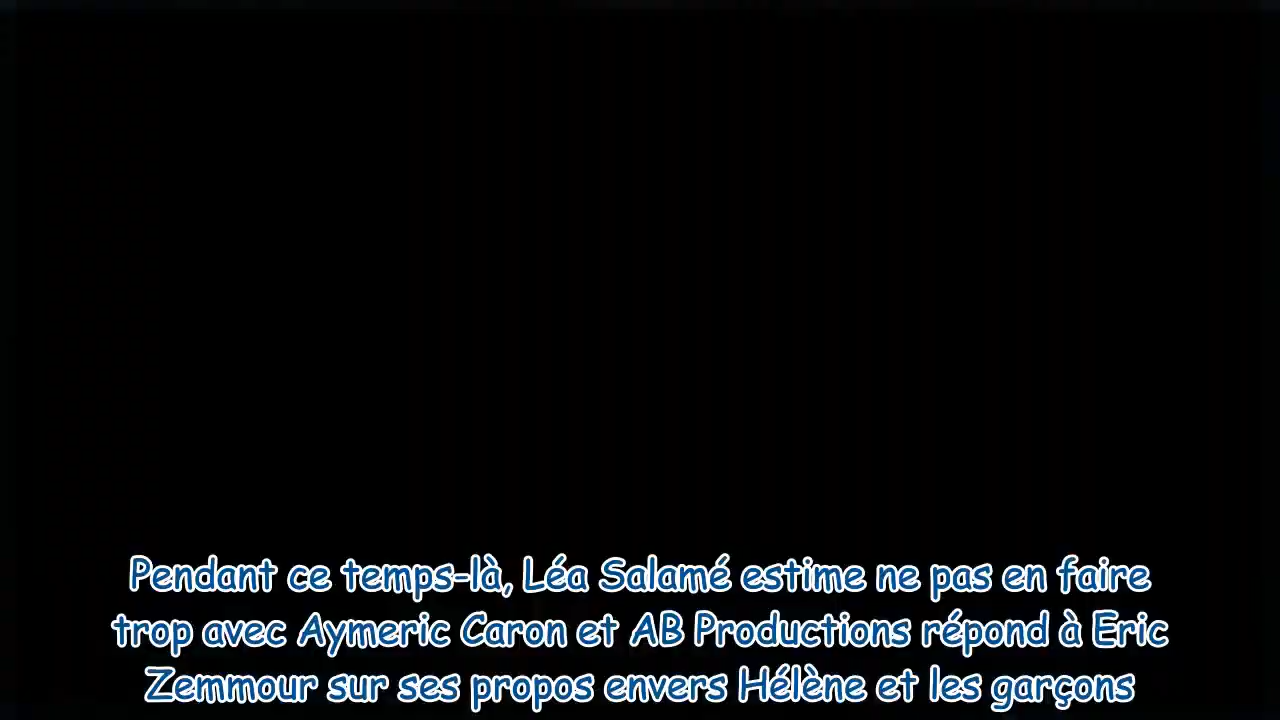 Pendant ce temps-là, Léa Salamé estime ne pas en faire
trop avec Aymeric Caron et AB Productions répond à Eric
Zemmour sur ses propos envers Hélène et les garçons